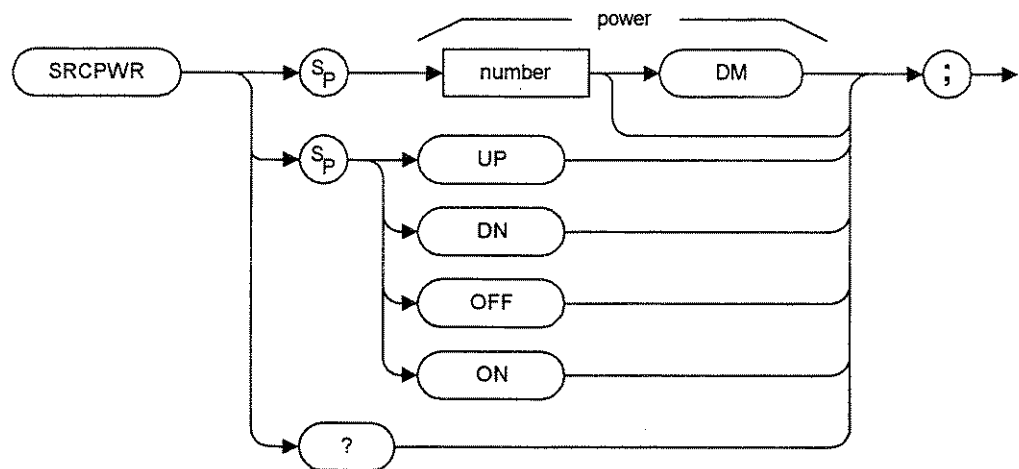 power
SRCPWR SP number DM ;
SP UP
DN
OFF
ON
?